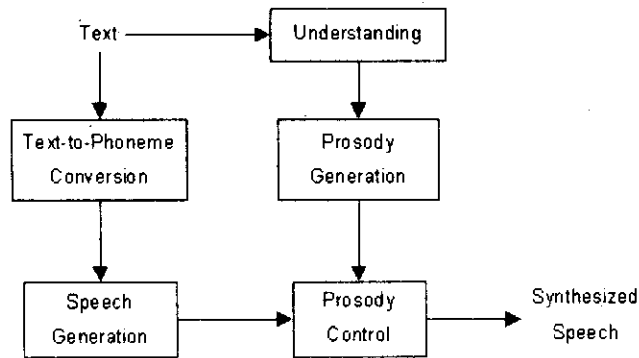 Text
Understanding
Text-to-Phoneme
Conversion
Prosody
Generation
Speech
Generation
Prosody
Control
Synthesized
Speech